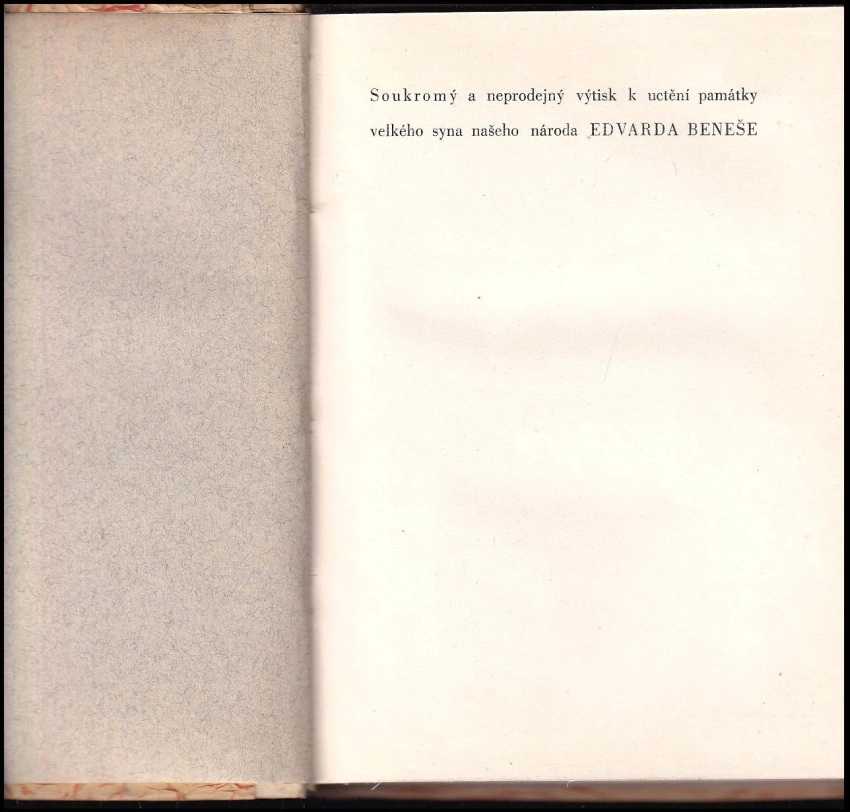 Soukromý a neprodejný výtisk k uctění památky
velkého syna našeho národa EDVARDA BENEŠE